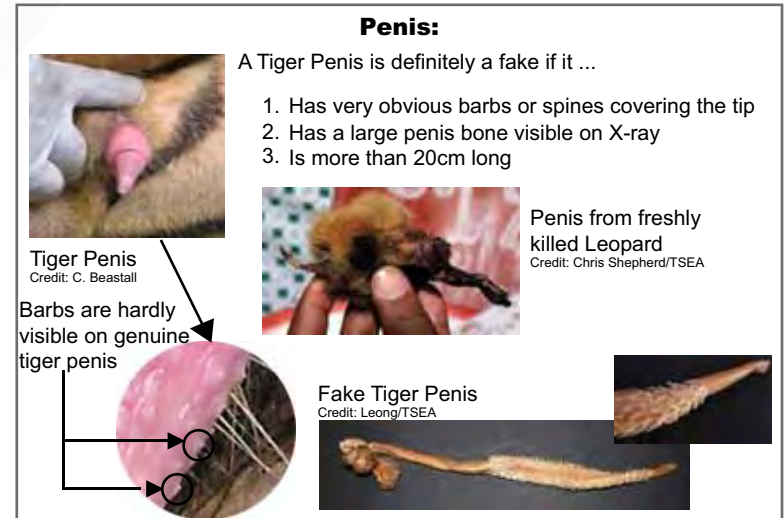 Penis:
A Tiger Penis is definitely a fake if it ...
1. Has very obvious barbs or spines covering the tip
2. Has a large penis bone visible on X-ray
3. Is more than 20cm long
Tiger Penis
Credit: C. Beastall
Penis from freshly
killed Leopard
Credit: Chris Shepherd/TSEA
Barbs are hardly
visible on genuine
tiger penis
Fake Tiger Penis
Credit: Leong/TSEA